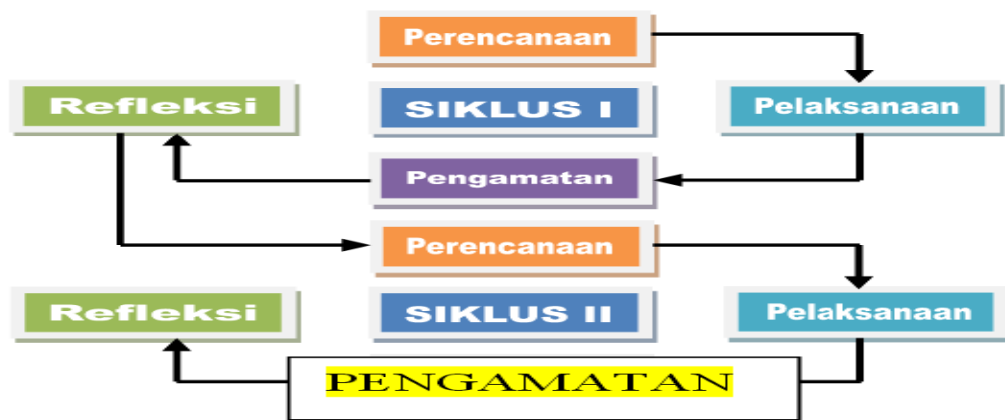 Perencanaan
Refleksi
SIKLUS I
Pelaksanaan
Pengamatan
Perencanaan
Refleksi
SIKLUS II
Pelaksanaan
PENGAMATAN